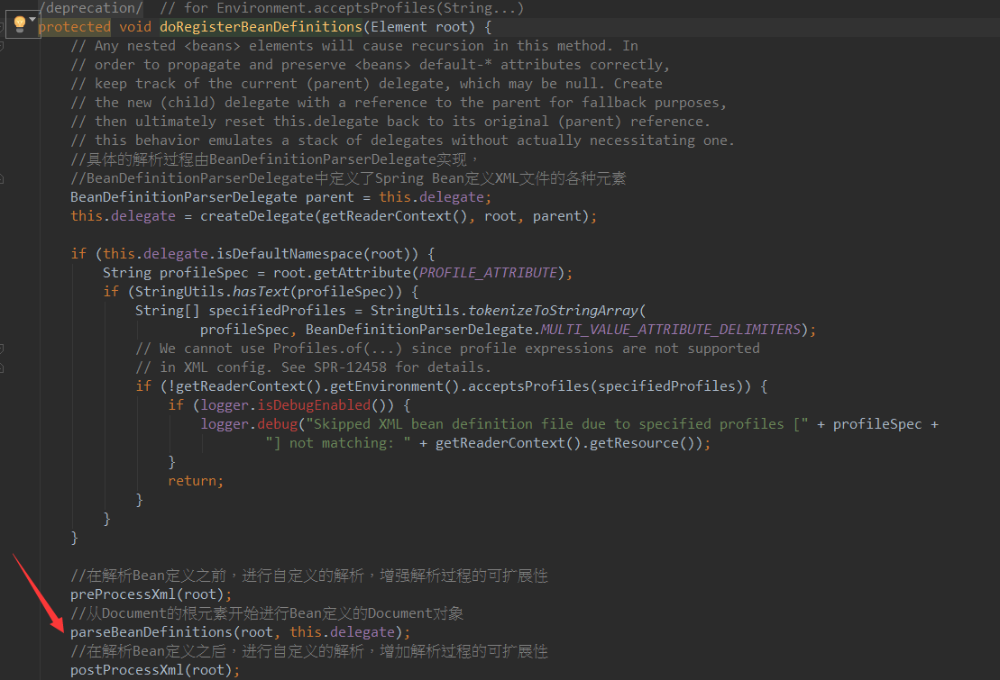 /deprecation/  // for Environment.acceptsProfiles(String...)
protected void doRegisterBeanDefinitions(Element root) {
// Any nested <beans> elements will cause recursion in this method. In
// order to propagate and preserve <beans> default-* attributes correctly,
// keep track of the current (parent) delegate, which may be null. Create
// the new (child) delegate with a reference to the parent for fallback purposes,
// then ultimately reset this.delegate back to its original (parent) reference.
// this behavior emulates a stack of delegates without actually necessitating one.
//具体的解析过程由BeanDefinitionParserDelegate实现，
//BeanDefinitionParserDelegate中定义了Spring Bean定义XML文件的各种元素
BeanDefinitionParserDelegate parent = this.delegate;
this.delegate = createDelegate(getReaderContext(), root, parent);
if (this.delegate.isDefaultNamespace(root)) {
String profileSpec = root.getAttribute(PROFILE_ATTRIBUTE);
if (StringUtils.hasText(profileSpec)) {
String[] specifiedProfiles = StringUtils.tokenizeToStringArray(
profileSpec, BeanDefinitionParserDelegate.MULTI_VALUE_ATTRIBUTE_DELIMITERS);
// We cannot use Profiles.of(...) since profile expressions are not supported
// in XML config. See SPR-12458 for details.
if (!getReaderContext().getEnvironment().acceptsProfiles(specifiedProfiles)) {
if (logger.isDebugEnabled()) {
logger.debug("Skipped XML bean definition file due to specified profiles [" + profileSpec +
"] not matching: " + getReaderContext().getResource());
}
return;
}
}
}
//在解析Bean定义之前，进行自定义的解析，增强解析过程的可扩展性
preProcessXml(root);
//从Document的根元素开始进行Bean定义的Document对象
parseBeanDefinitions(root, this.delegate);
//在解析Bean定义之后，进行自定义的解析，增加解析过程的可扩展性
postProcessXml(root);